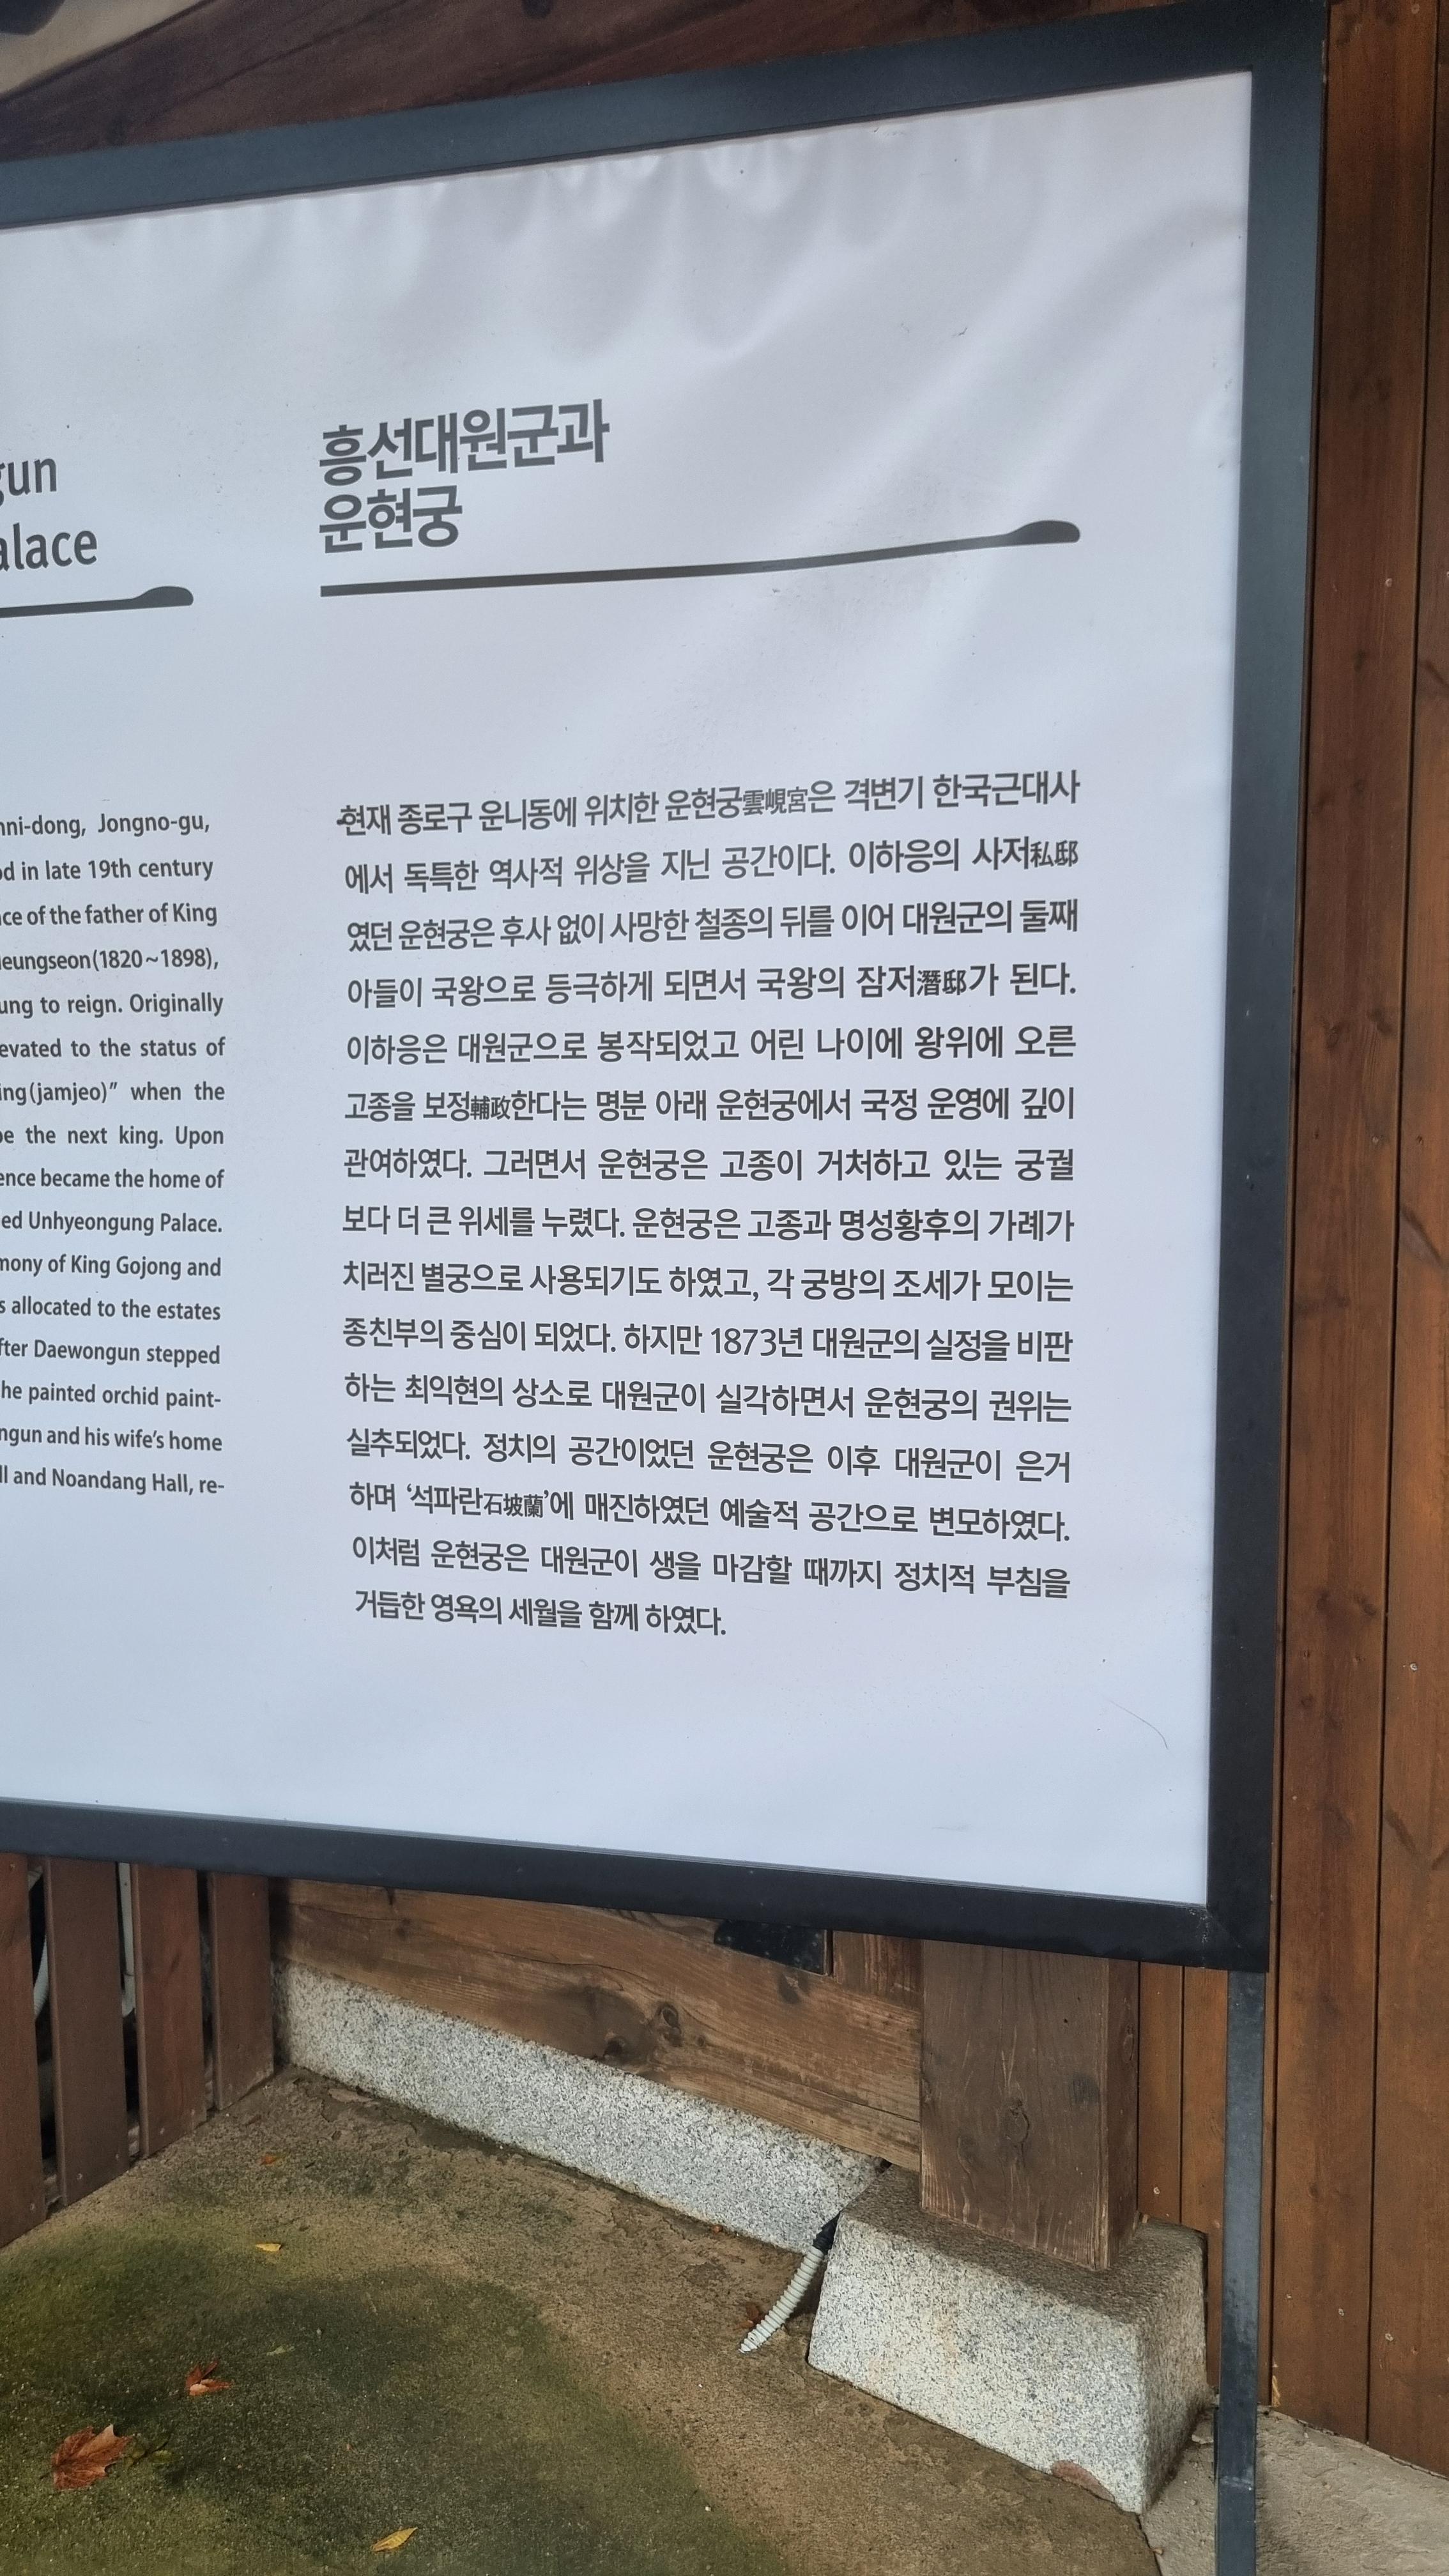 gun
alace
nni-dong, Jongno-gu,
od in late 19th century
ce of the father of King
eungseon(1820~1898),
ung to reign. Originally
evated to the status of
ing(jamjeo)” when the
be the next king. Upon
ence became the home of
ed Unhyeongung Palace.
mony of King Gojong and
s allocated to the estates
fter Daewongun stepped
he painted orchid paint-
ngun and his wife’s home
ll and Noandang Hall, re-
흥선대원군과
운현궁
현재 종로구 운니동에 위치한 운현궁雲峴宮은 격변기 한국근대사
에서 독특한 역사적 위상을 지닌 공간이다. 이하응의 사저私邸
였던 운현궁은 후사 없이 사망한 철종의 뒤를 이어 대원군의 둘째
아들이 국왕으로 등극하게 되면서 국왕의 잠저潛邸가 된다.
이하응은 대원군으로 봉작되었고 어린 나이에 왕위에 오른
고종을 보정輔政한다는 명분 아래 운현궁에서 국정 운영에 깊이
관여하였다. 그러면서 운현궁은 고종이 거처하고 있는 궁궐
보다 더 큰 위세를 누렸다. 운현궁은 고종과 명성황후의 가례가
치러진 별궁으로 사용되기도 하였고, 각 궁방의 조세가 모이는
종친부의 중심이 되었다. 하지만 1873년 대원군의 실정을 비판
하는 최익현의 상소로 대원군이 실각하면서 운현궁의 권위는
실추되었다. 정치의 공간이었던 운현궁은 이후 대원군이 은거
하며 ‘석파란石坡蘭’에 매진하였던 예술적 공간으로 변모하였다.
이처럼 운현궁은 대원군이 생을 마감할 때까지 정치적 부침을
거듭한 영욕의 세월을 함께 하였다.